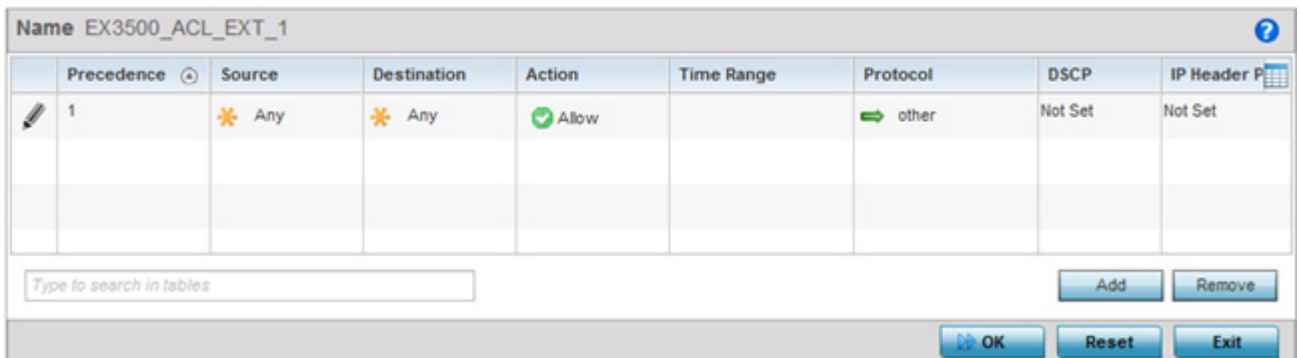 Name EX3500_ACL_EXT_1
Precedence Source Destination Action Time Range Protocol DSCP IP Header P
1 Any Any Allow other Not Set Not Set
Type to search in tables
Add Remove
OK Reset Exit